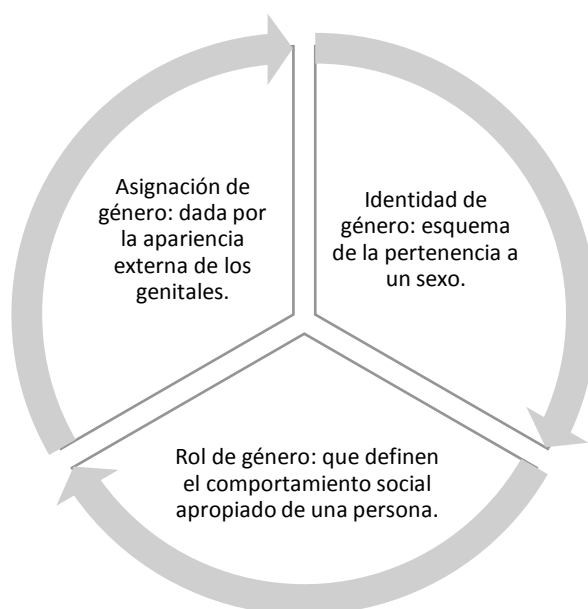 Asignación de
género: dada por
la apariencia
externa de los
genitales.
Identidad de
género: esquema
de la pertenencia a
un sexo.
Rol de género: que definen
el comportamiento social
apropiado de una persona.